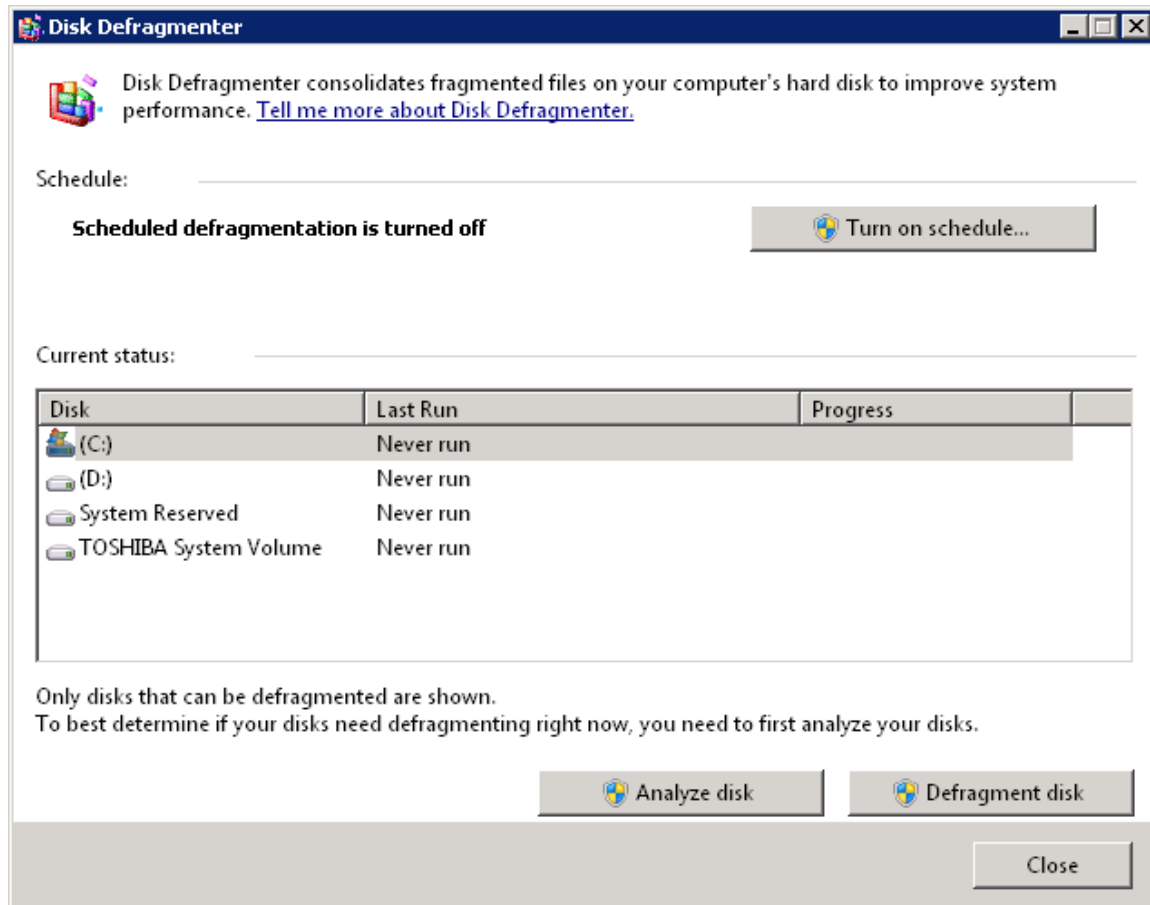 Disk Defragmenter
Disk Defragmenter consolidates fragmented files on your computer's hard disk to improve system
performance. Tell me more about Disk Defragmenter.
Schedule:
Scheduled defragmentation is turned off
Turn on schedule...
Current status:
Disk Last Run Progress
(C:) Never run
(D:) Never run
System Reserved Never run
TOSHIBA System Volume Never run
Only disks that can be defragmented are shown.
To best determine if your disks need defragmenting right now, you need to first analyze your disks.
Analyze disk Defragment disk
Close